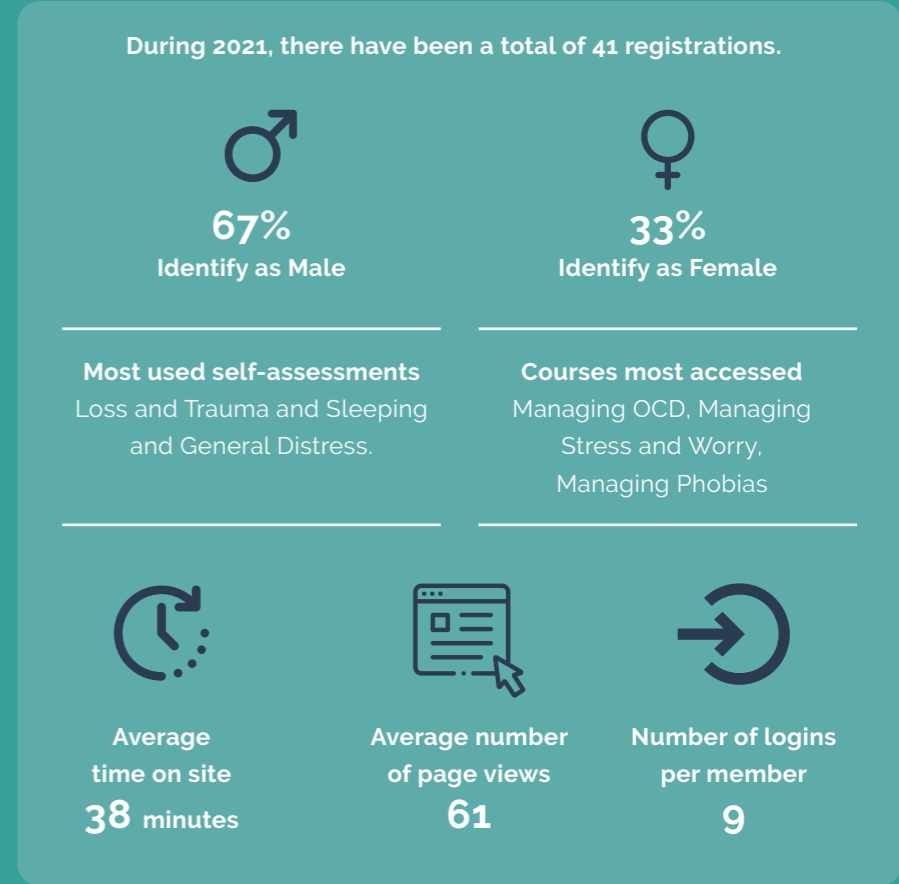 During 2021, there have been a total of 41 registrations.
67%
Identify as Male
33%
Identify as Female
Most used self-assessments
Loss and Trauma and Sleeping
and General Distress.
Courses most accessed
Managing OCD, Managing
Stress and Worry,
Managing Phobias
Average
time on site
38 minutes
Average number
of page views
61
Number of logins
per member
9